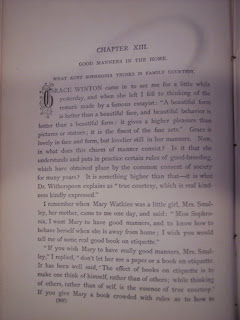 CHAPTER XIII.
GOOD MANNERS IN THE HOME.
WHAT AUNT SOPHRONIA THINKS IS FAMILY COURTESY.
GRACE WINTON came in to see me for a little while
yesterday, and when she left I fell to thinking of the
remark made by a famous essayist: "A beautiful form
is better than a beautiful face, and beautiful behavior is
better than a beautiful form: it gives a higher pleasure than
pictures or statues; it is the finest of the fine arts." Grace is
lovely in face and form, but lovelier still in her manners. Now,
in what does this charm of manner consist? Is it that she
understands and puts in practice certain rules of good-breeding,
which have obtained place by the common consent of society
for many years? It is something higher than that—it is what
Dr. Witherspoon explains as "true courtesy, which is real kind-
ness kindly expressed."
I remember when Mary Watkins was a little girl, Mrs. Smal-
ley, her mother, came to me one day, and said: "Miss Sophro-
nia, I want Mary to have good manners, and to know how to
behave herself when she is away from home; I wish you would
tell me of some real good book on etiquette."
"If you wish Mary to have really good manners, Mrs. Smal-
ley," I replied, "don't let her see a paper or a book on etiquette.
It has been well said, 'The effect of books on etiquette is to
make one think of himself, rather than of others; while thinking
of others, rather than of self, is the essence of true courtesy.'
If you give Mary a book crowded with rules as to how to